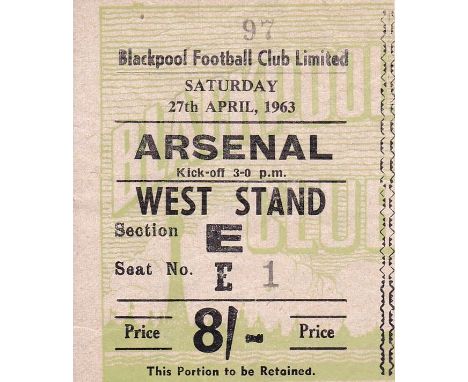 97
Blackpool Football Club Limited
SATURDAY
27th APRIL, 1963
ARSENAL
Kick-off 3-0 p.m.
WEST STAND
Section E
Seat No. E 1
Price 8/- Price
This Portion to be Retained.